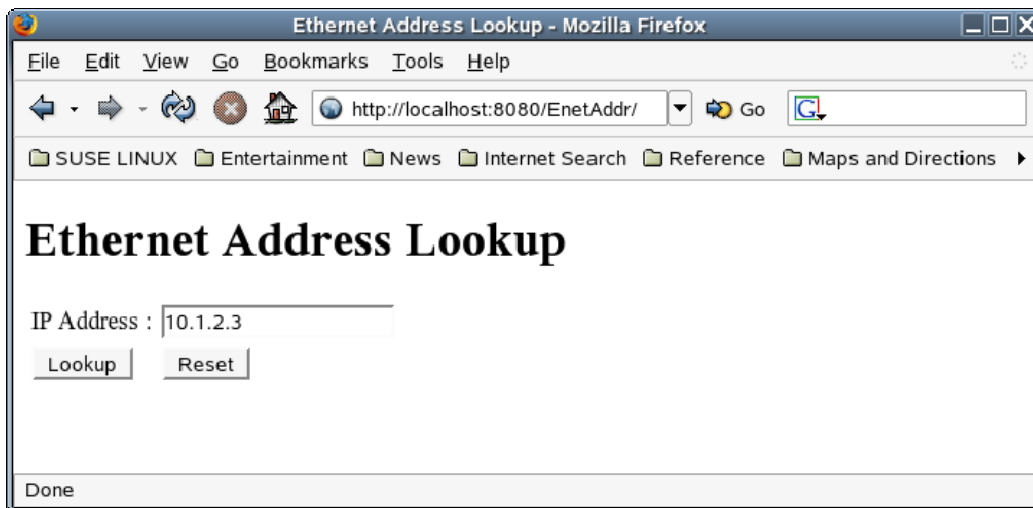 Ethernet Address Lookup - Mozilla Firefox
File Edit View Go Bookmarks Tools Help
http://localhost:8080/EnetAddr/ Go G
SUSE LINUX Entertainment News Internet Search Reference Maps and Directions
Ethernet Address Lookup
IP Address : 10.1.2.3
Lookup Reset
Done